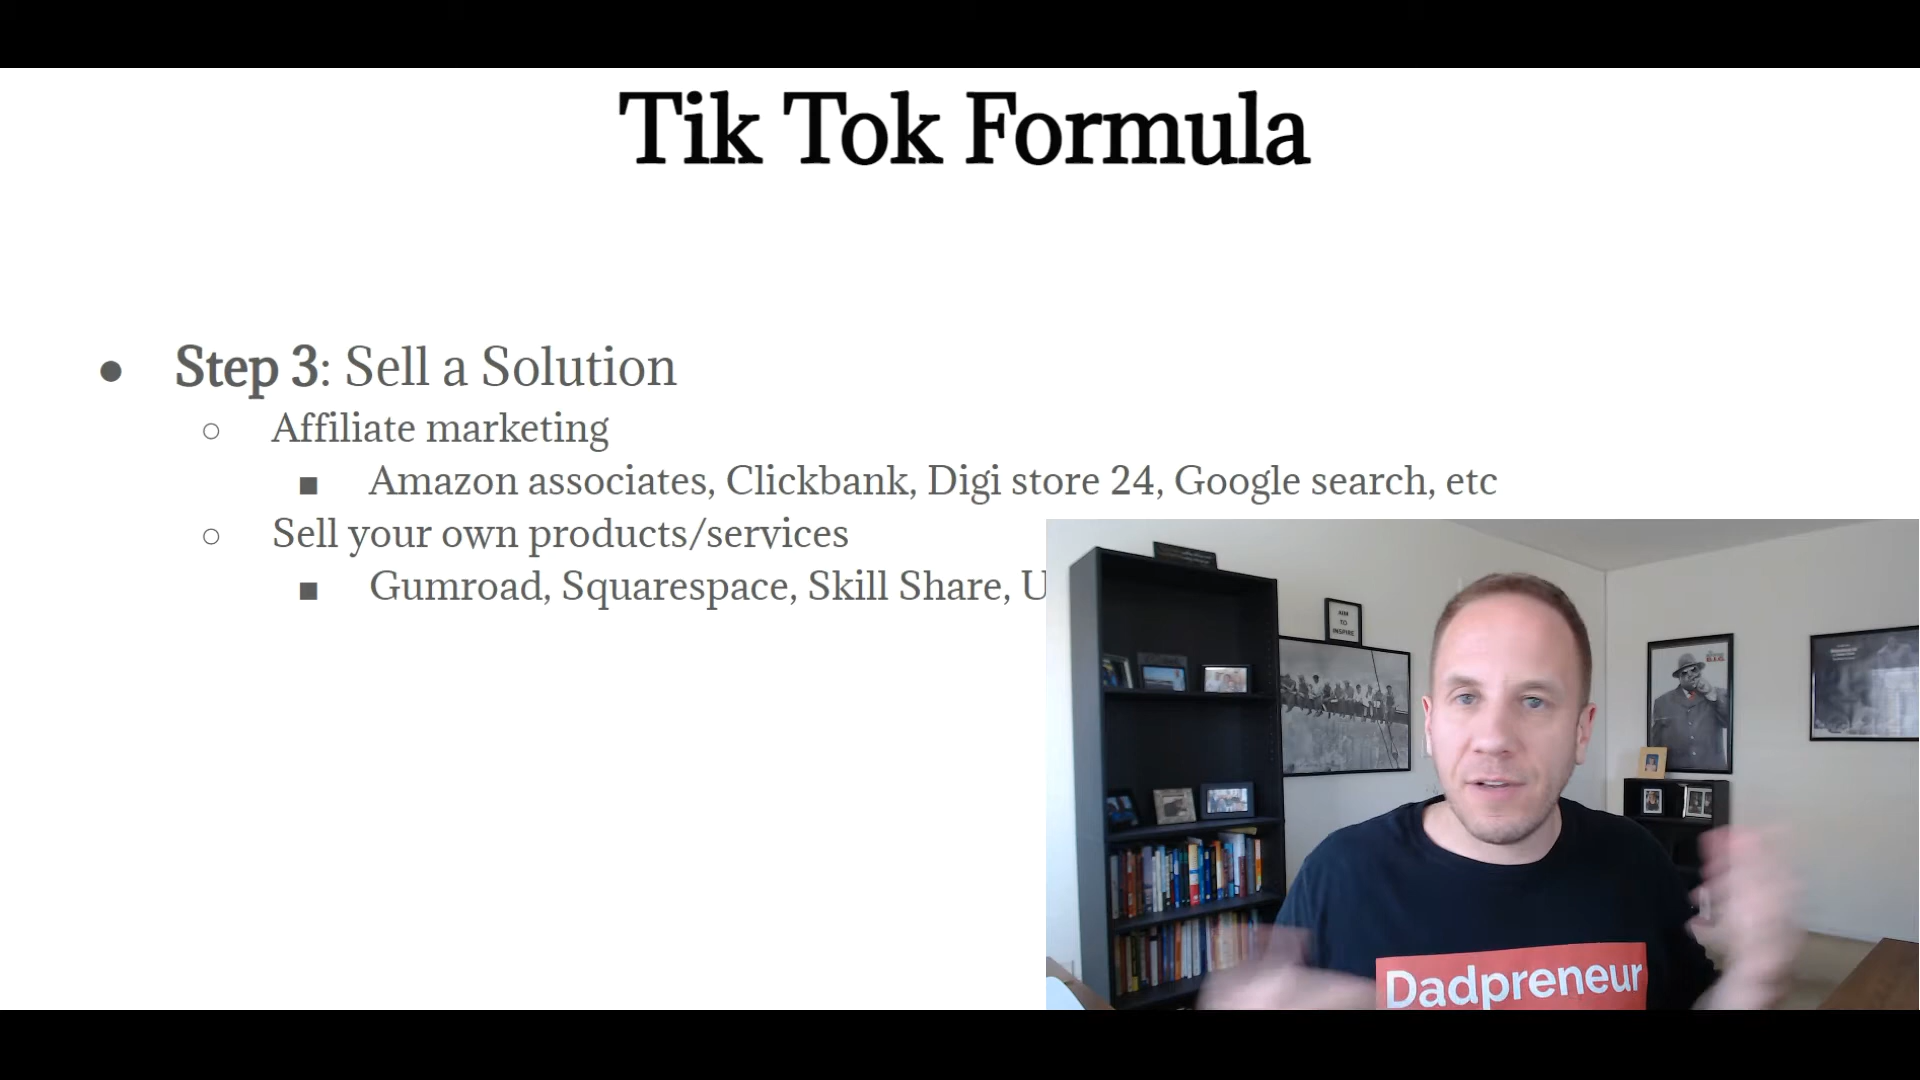 Tik Tok Formula
● Step 3: Sell a Solution
○ Affiliate marketing
■ Amazon associates, Clickbank, Digi store 24, Google search, etc
○ Sell your own products/services
■ Gumroad, Squarespace, Skill Share, U
AIM
TO
INSPIRE
Dadpreneur